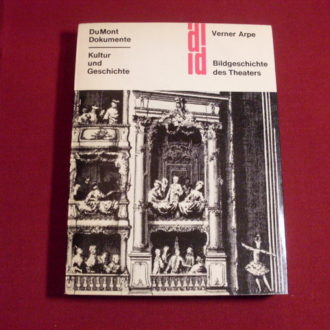 DuMont
Dokumente
Kultur
und
Geschichte
Verner Arpe
Bildgeschichte
des Theaters